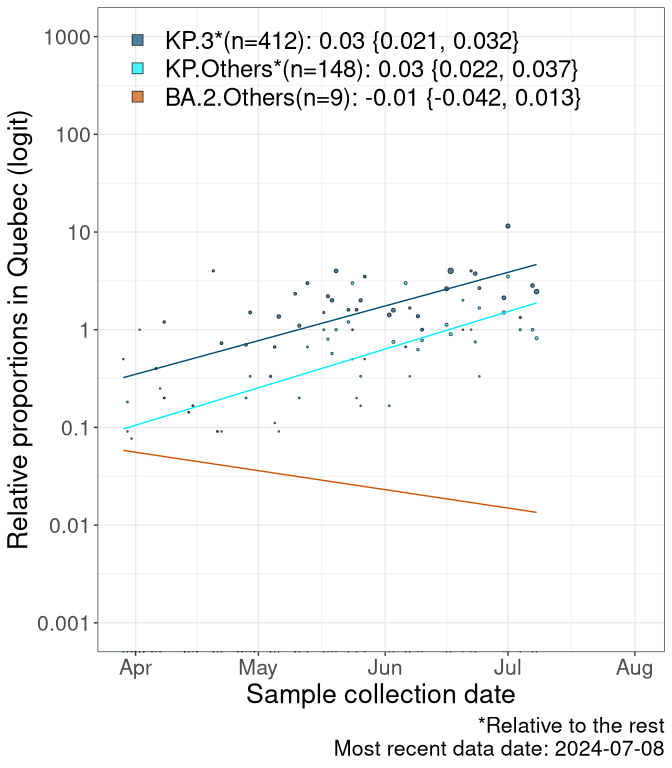 KP.3*(n=412): 0.03 {0.021, 0.032}
KP.Others*(n=148): 0.03 {0.022, 0.037}
BA.2.Others(n=9): -0.01 {-0.042, 0.013}
Relative proportions in Quebec (logit)
1000
100
10
1
0.1
0.01
0.001
Apr May Jun Jul Aug
Sample collection date
*Relative to the rest
Most recent data date: 2024-07-08